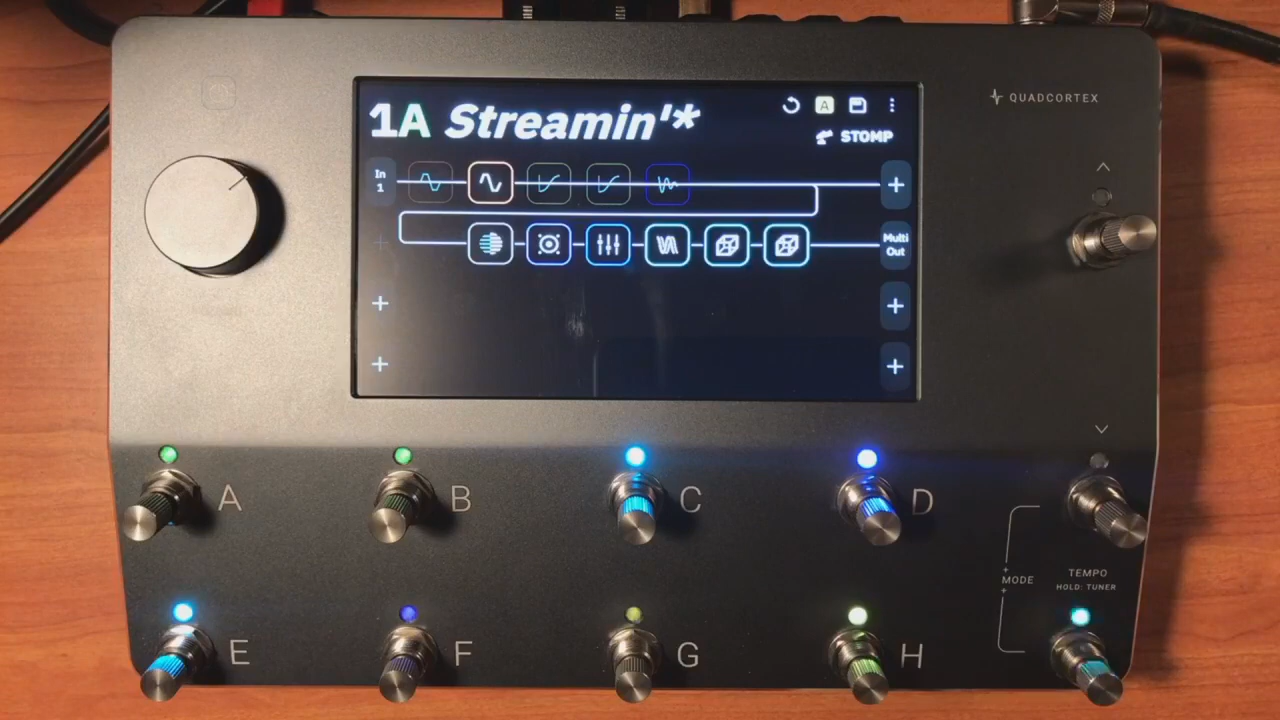 1A Streamin'*
A
STOMP
QUADCORTEX
In
1
Multi
Out
A
B
C
D
MODE
TEMPO
HOLD: TUNER
E
F
G
H